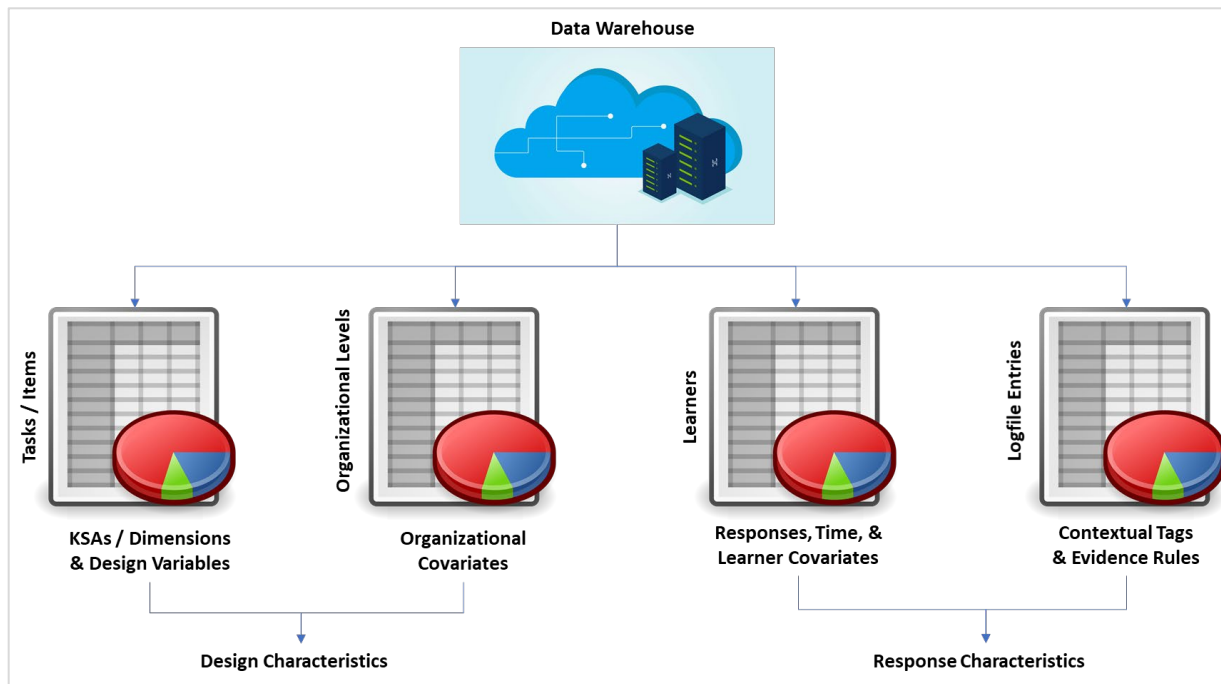 Data Warehouse
Tasks / Items
Organizational Levels
Learners
Logfile Entries
KSAs / Dimensions
& Design Variables
Organizational
Covariates
Responses, Time, &
Learner Covariates
Contextual Tags
& Evidence Rules
Design Characteristics
Response Characteristics